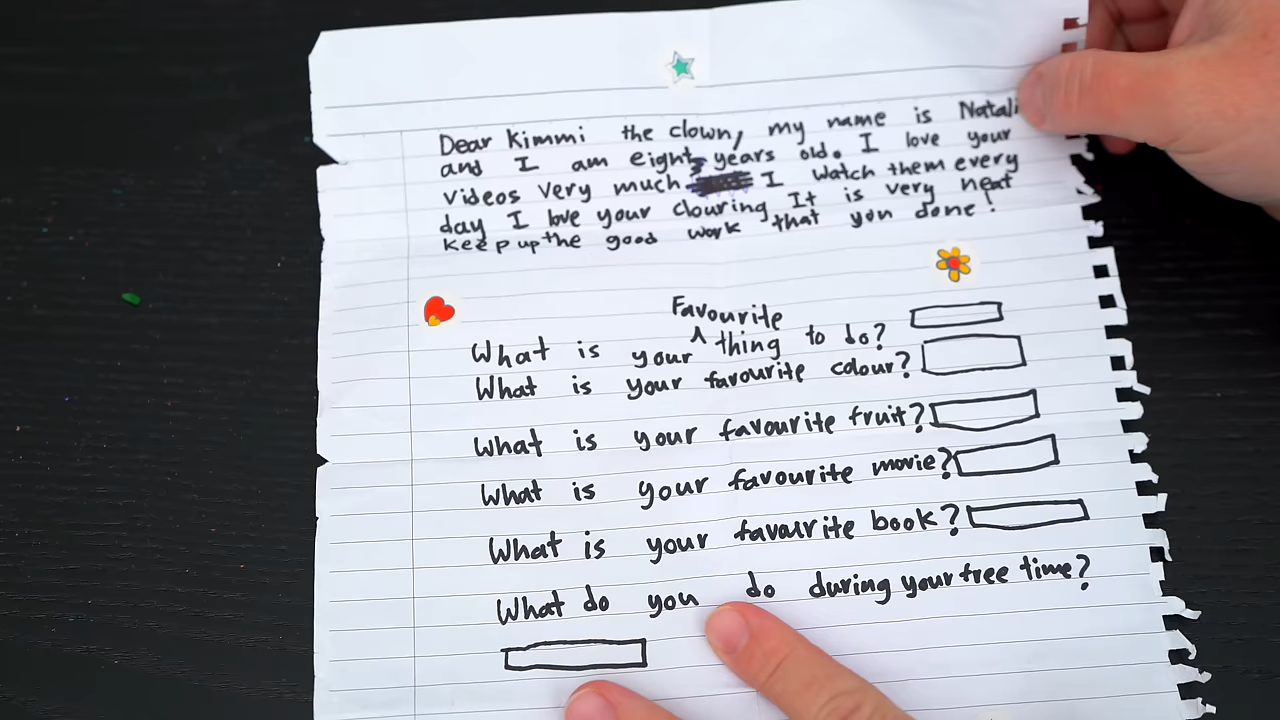 Dear Kimmi the clown, my name is Natali
and I am eight years old. I love your
videos very much I watch them every
day I love your clouring It is very next
keep up the good work that you done!
Favourite
What is your ^ thing to do?
What is your favourite colour?
What is your favourite fruit?
What is your favourite movie?
What is your favourite book?
What do you do during your free time?